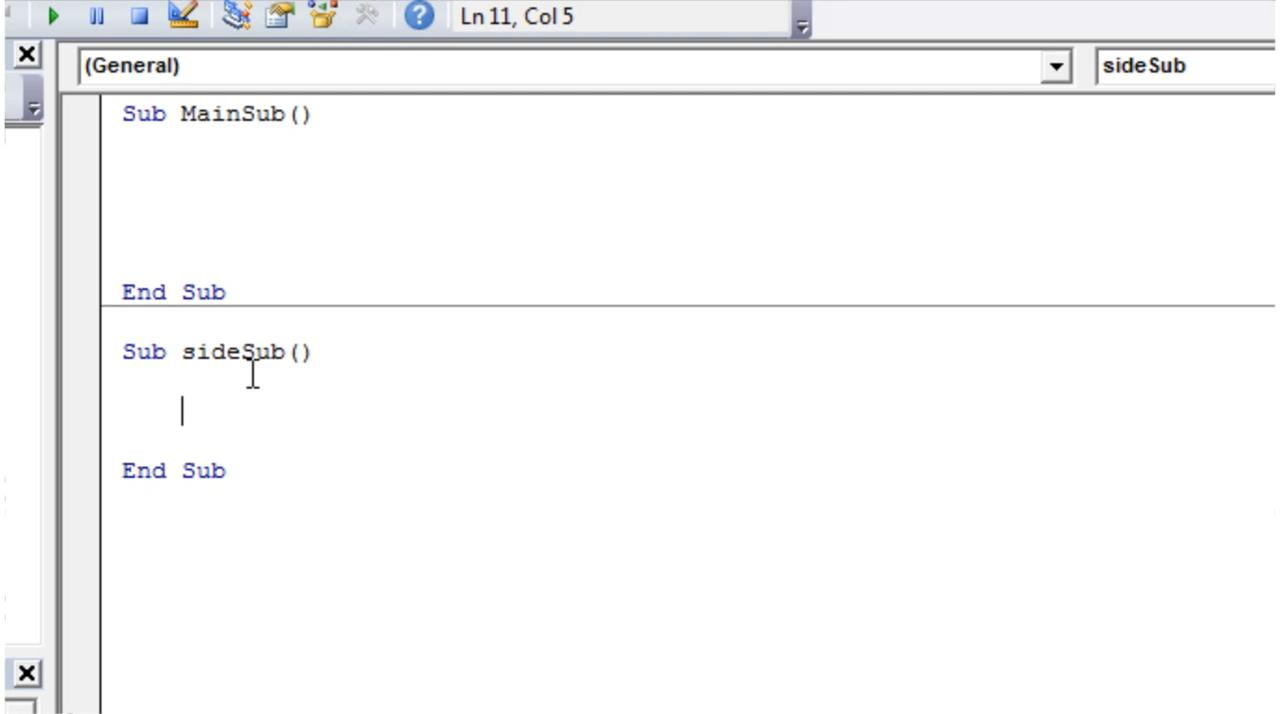 Ln 11, Col 5
(General)
sideSub
Sub MainSub()
End Sub
Sub sideSub()
End Sub